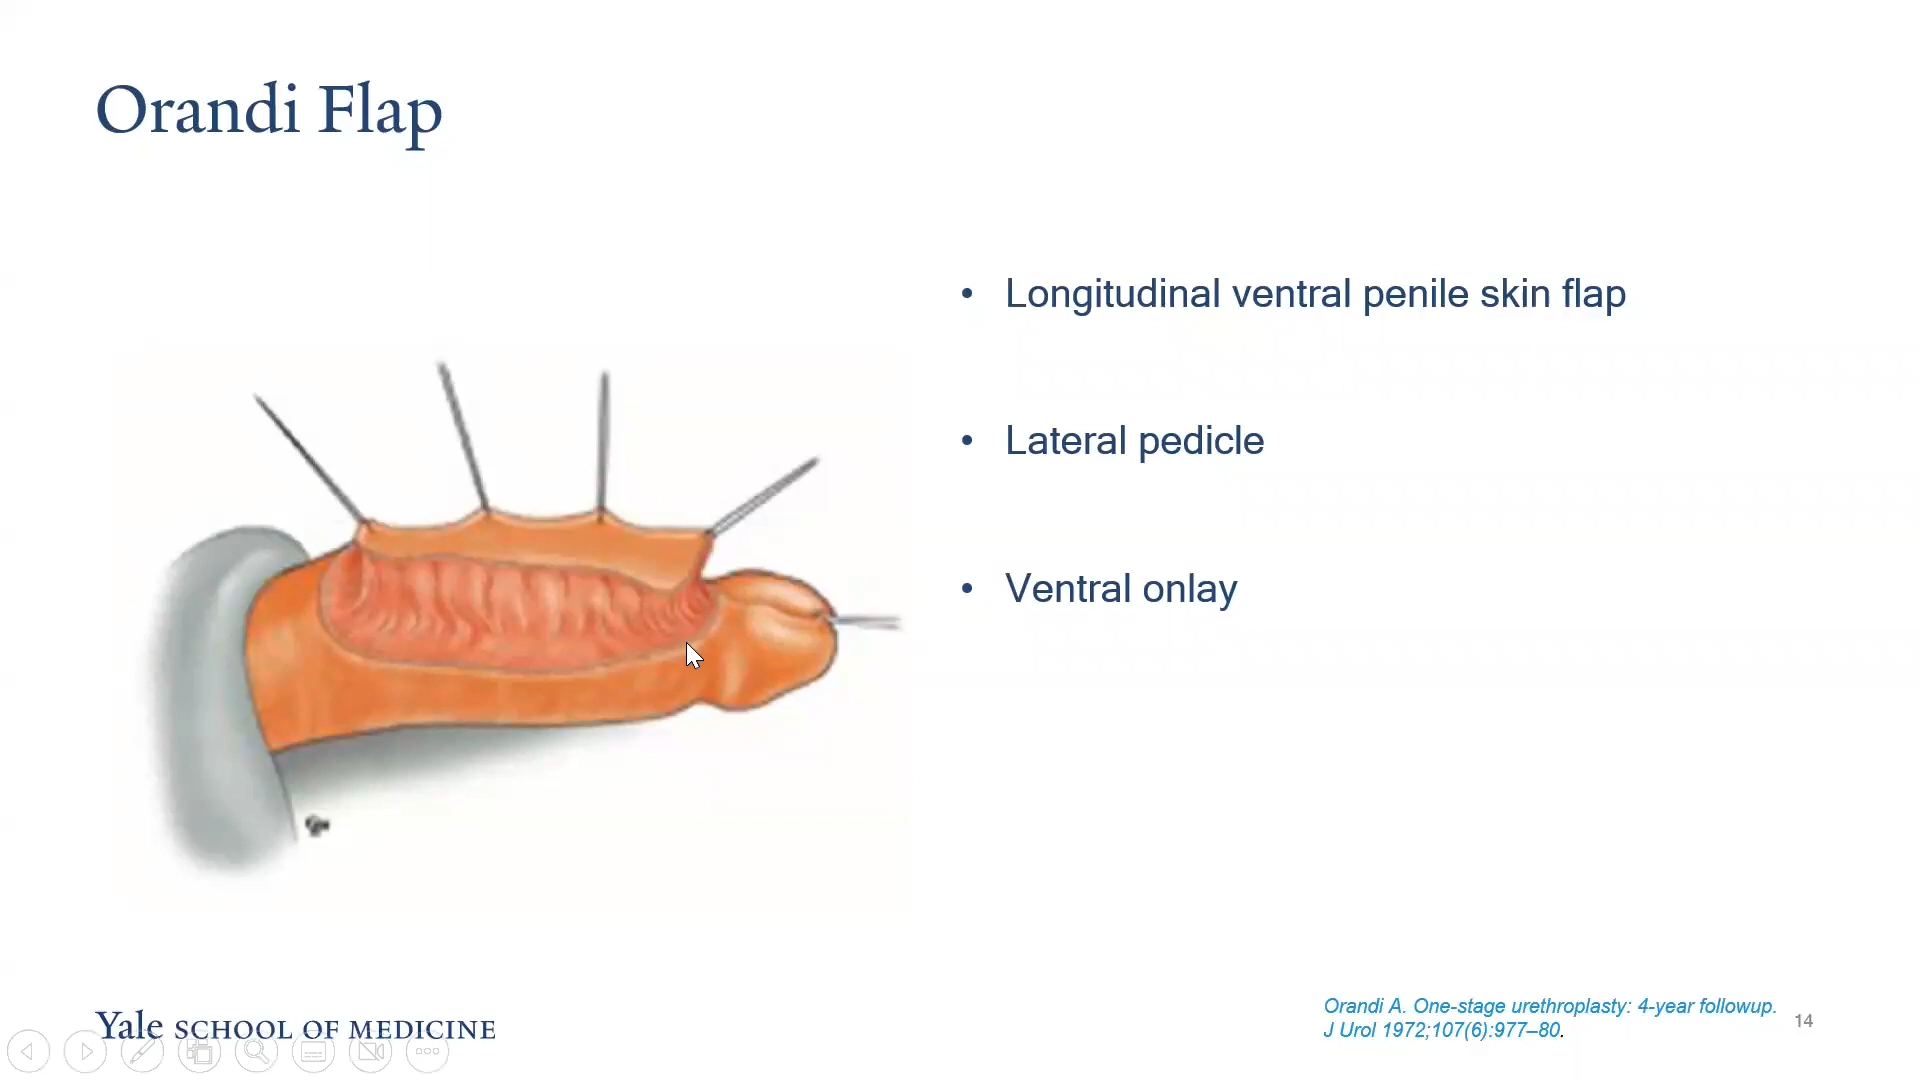 Orandi Flap
• Longitudinal ventral penile skin flap
• Lateral pedicle
• Ventral onlay
Yale SCHOOL OF MEDICINE
Orandi A. One-stage urethroplasty: 4-year followup.
J Urol 1972;107(6):977–80.
14